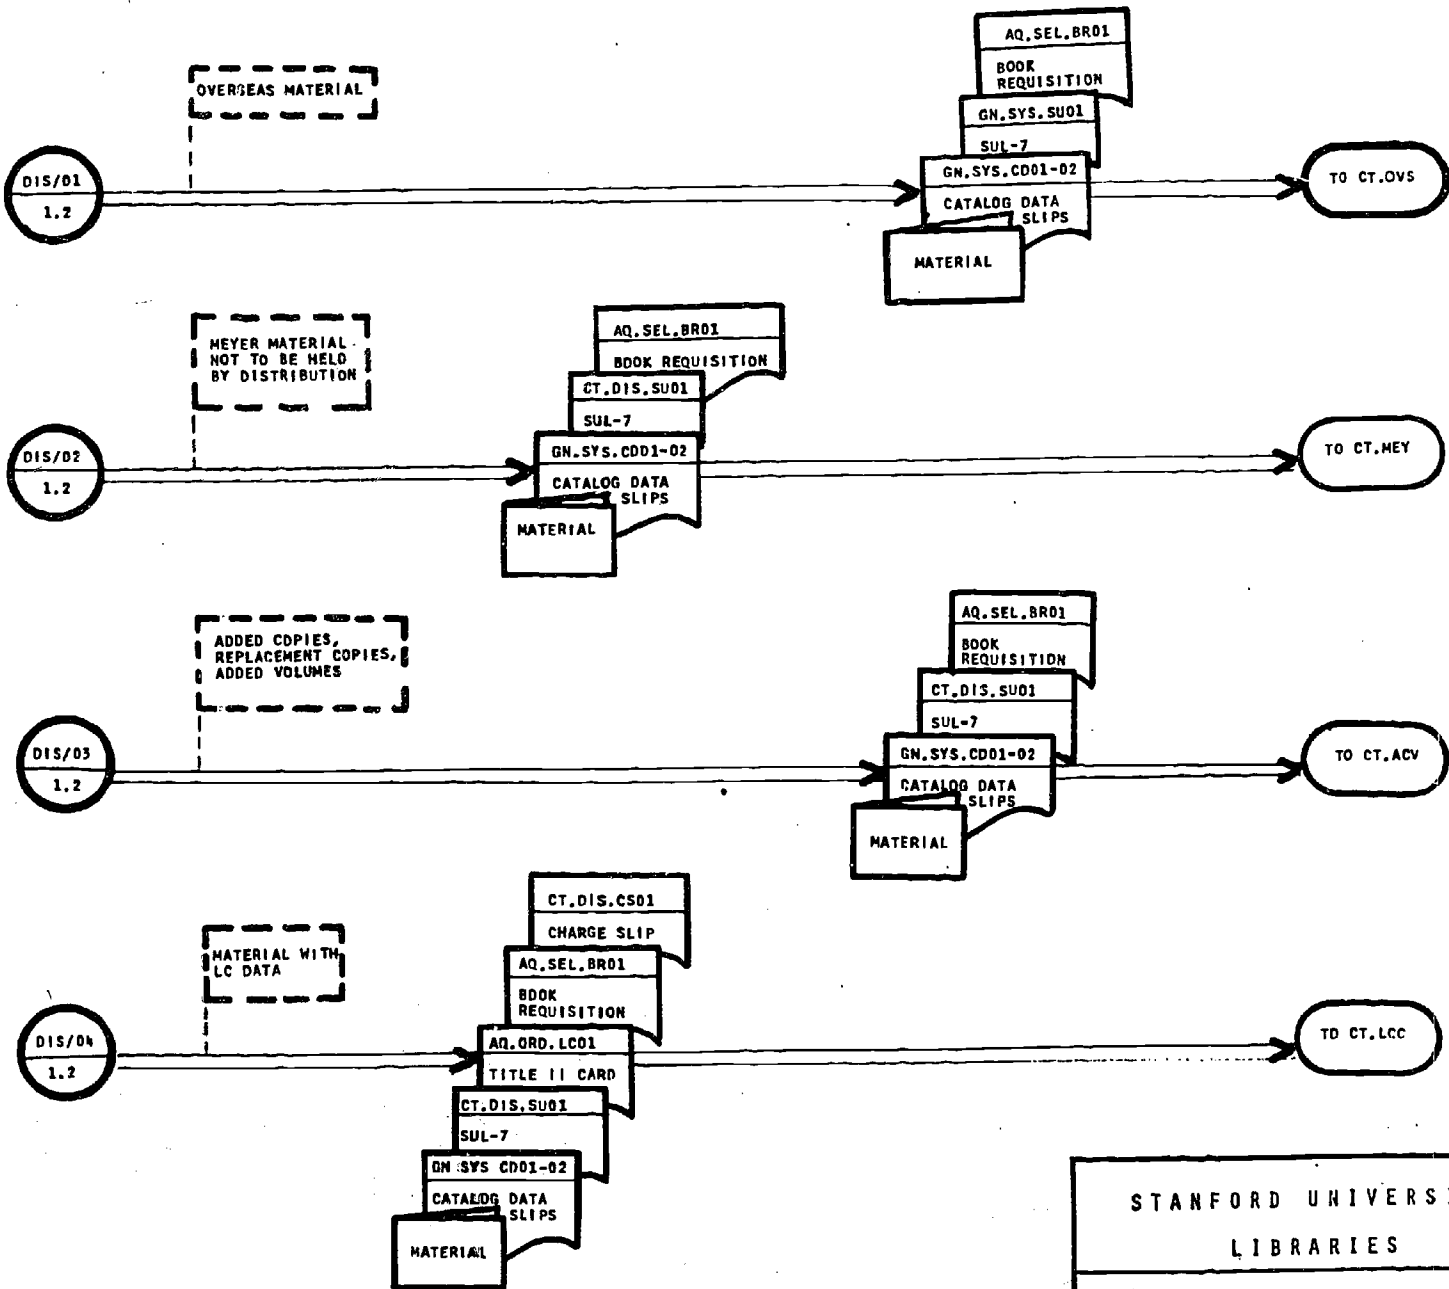 OVERSEAS MATERIAL
DIS/01
1.2
AQ.SEL.BR01
BOOK
REQUISITION
GN.SYS.SU01
SUL-7
GN.SYS.CD01-02
CATALOG DATA
SLIPS
MATERIAL
TO CT.OVS
MEYER MATERIAL
NOT TO BE HELD
BY DISTRIBUTION
DIS/02
1.2
AQ.SEL.BR01
BOOK REQUISITION
CT.DIS.SU01
SUL-7
GN.SYS.CD01-02
CATALOG DATA
SLIPS
MATERIAL
TO CT.MEY
ADDED COPIES,
REPLACEMENT COPIES,
ADDED VOLUMES
DIS/03
1.2
AQ.SEL.BR01
BOOK
REQUISITION
CT.DIS.SU01
SUL-7
GN.SYS.CD01-02
CATALOG DATA
SLIPS
MATERIAL
TO CT.ACV
MATERIAL WITH
LC DATA
DIS/04
1.2
CT.DIS.CS01
CHARGE SLIP
AQ.SEL.BR01
BOOK
REQUISITION
AQ.ORD.LC01
TITLE II CARD
CT.DIS.SU01
SUL-7
GN SYS CD01-02
CATALOG DATA
SLIPS
MATERIAL
TO CT.LCC
STANFORD UNIVERSI
LIBRARIES